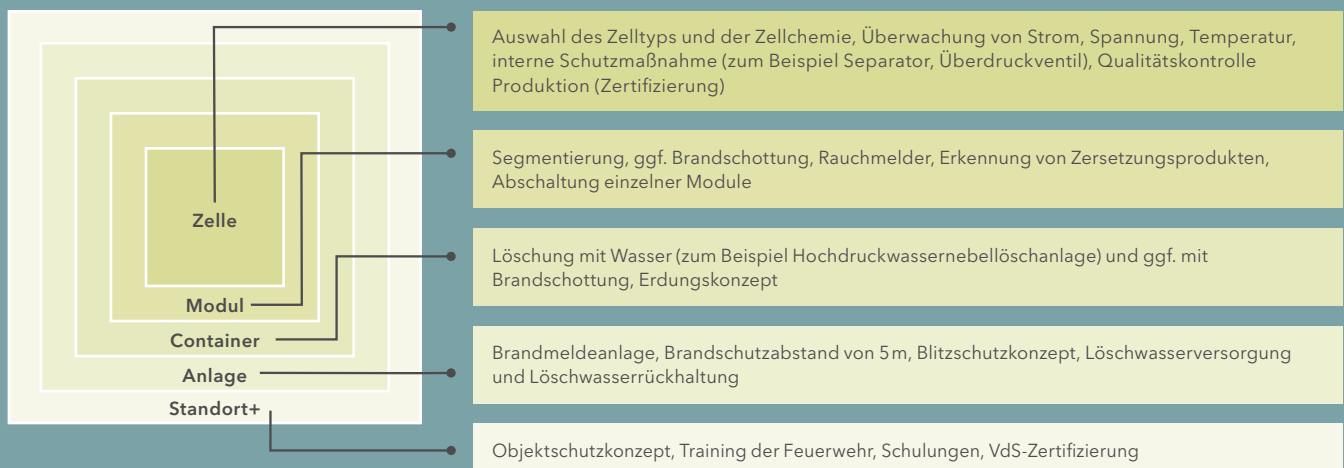 Zelle
Modul
Container
Anlage
Standort+
Auswahl des Zelltyps und der Zellchemie, Überwachung von Strom, Spannung, Temperatur,
interne Schutzmaßnahme (zum Beispiel Separator, Überdruckventil), Qualitätskontrolle
Produktion (Zertifizierung)
Segmentierung, ggf. Brandschottung, Rauchmelder, Erkennung von Zersetzungsprodukten,
Abschaltung einzelner Module
Löschung mit Wasser (zum Beispiel Hochdruckwassernebellöschanlage) und ggf. mit
Brandschottung, Erdungskonzept
Brandmeldeanlage, Brandschutzabstand von 5 m, Blitzschutzkonzept, Löschwasserversorgung
und Löschwasserrückhaltung
Objektschutzkonzept, Training der Feuerwehr, Schulungen, VdS-Zertifizierung